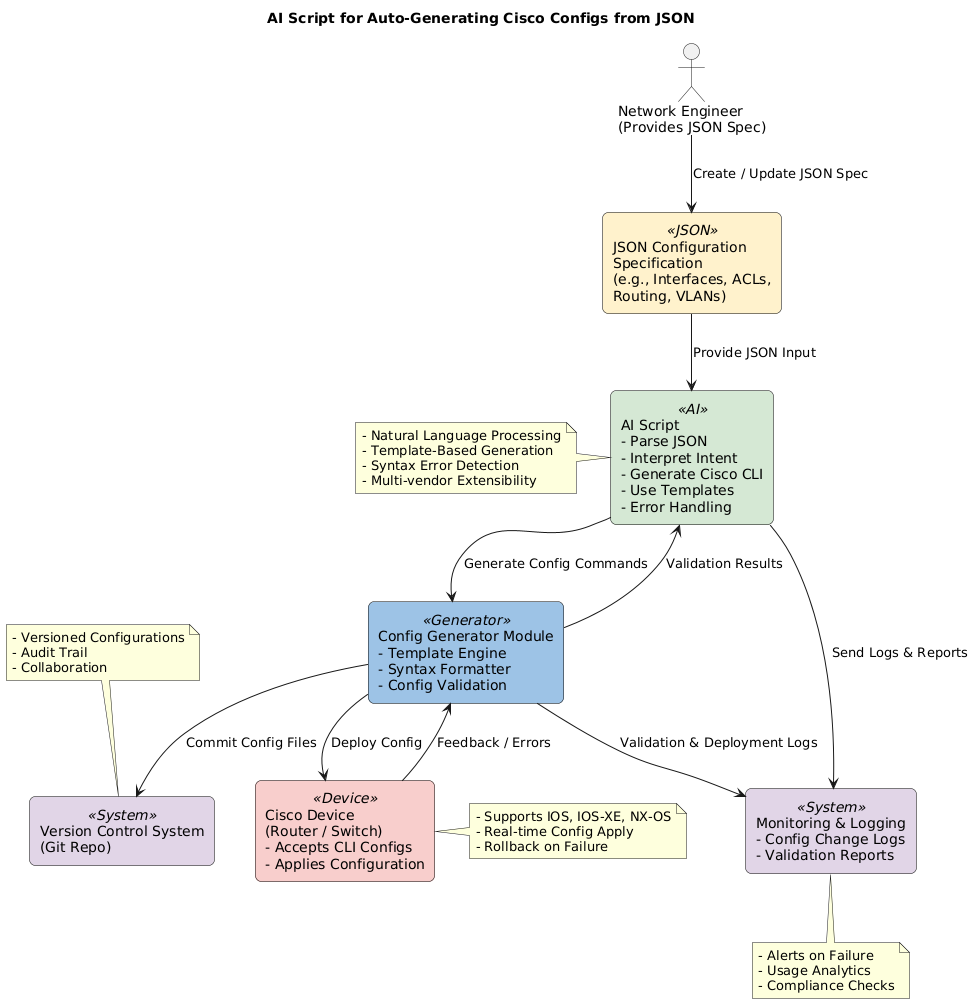 AI Script for Auto-Generating Cisco Configs from JSON
Network Engineer
(Provides JSON Spec)
Create / Update JSON Spec
«JSON»
JSON Configuration
Specification
(e.g., Interfaces, ACLs,
Routing, VLANs)
Provide JSON Input
«AI»
AI Script
- Parse JSON
- Interpret Intent
- Generate Cisco CLI
- Use Templates
- Error Handling
- Natural Language Processing
- Template-Based Generation
- Syntax Error Detection
- Multi-vendor Extensibility
Generate Config Commands
Validation Results
Send Logs & Reports
«Generator»
Config Generator Module
- Template Engine
- Syntax Formatter
- Config Validation
- Versioned Configurations
- Audit Trail
- Collaboration
Commit Config Files
Deploy Config
Feedback / Errors
Validation & Deployment Logs
«System»
Version Control System
(Git Repo)
«Device»
Cisco Device
(Router / Switch)
- Accepts CLI Configs
- Applies Configuration
- Supports IOS, IOS-XE, NX-OS
- Real-time Config Apply
- Rollback on Failure
«System»
Monitoring & Logging
- Config Change Logs
- Validation Reports
- Alerts on Failure
- Usage Analytics
- Compliance Checks